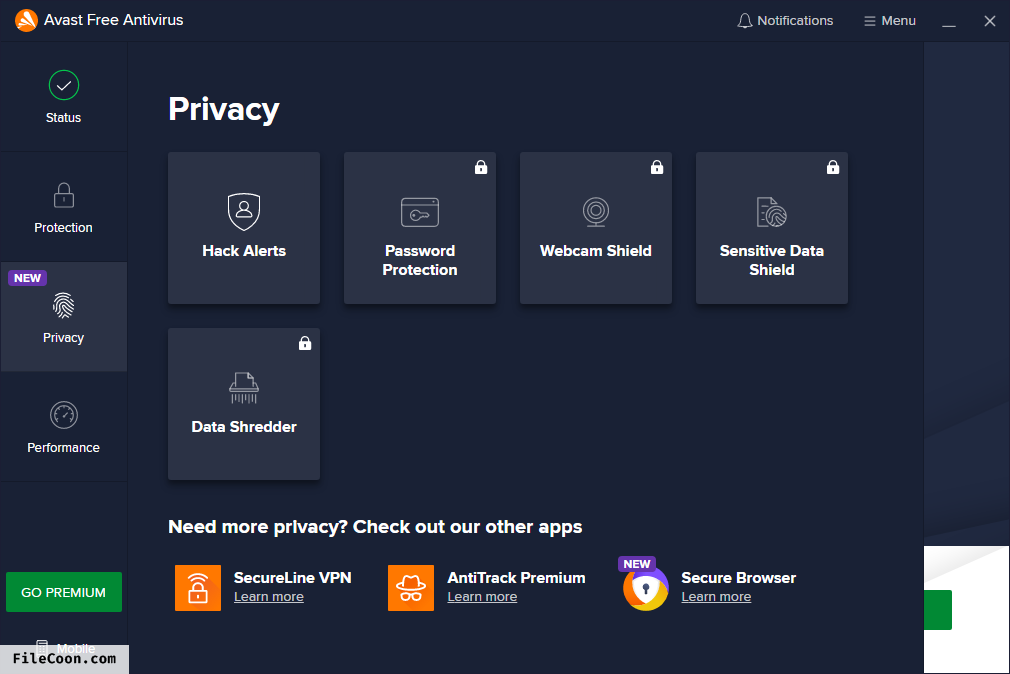 Avast Free Antivirus
Notifications
Menu
Status
Protection
NEW
Privacy
Performance
GO PREMIUM
Mobile
FileCoon.com
Privacy
Hack Alerts
Password
Protection
Webcam Shield
Sensitive Data
Shield
Data Shredder
Need more privacy? Check out our other apps
SecureLine VPN
Learn more
AntiTrack Premium
Learn more
NEW
Secure Browser
Learn more